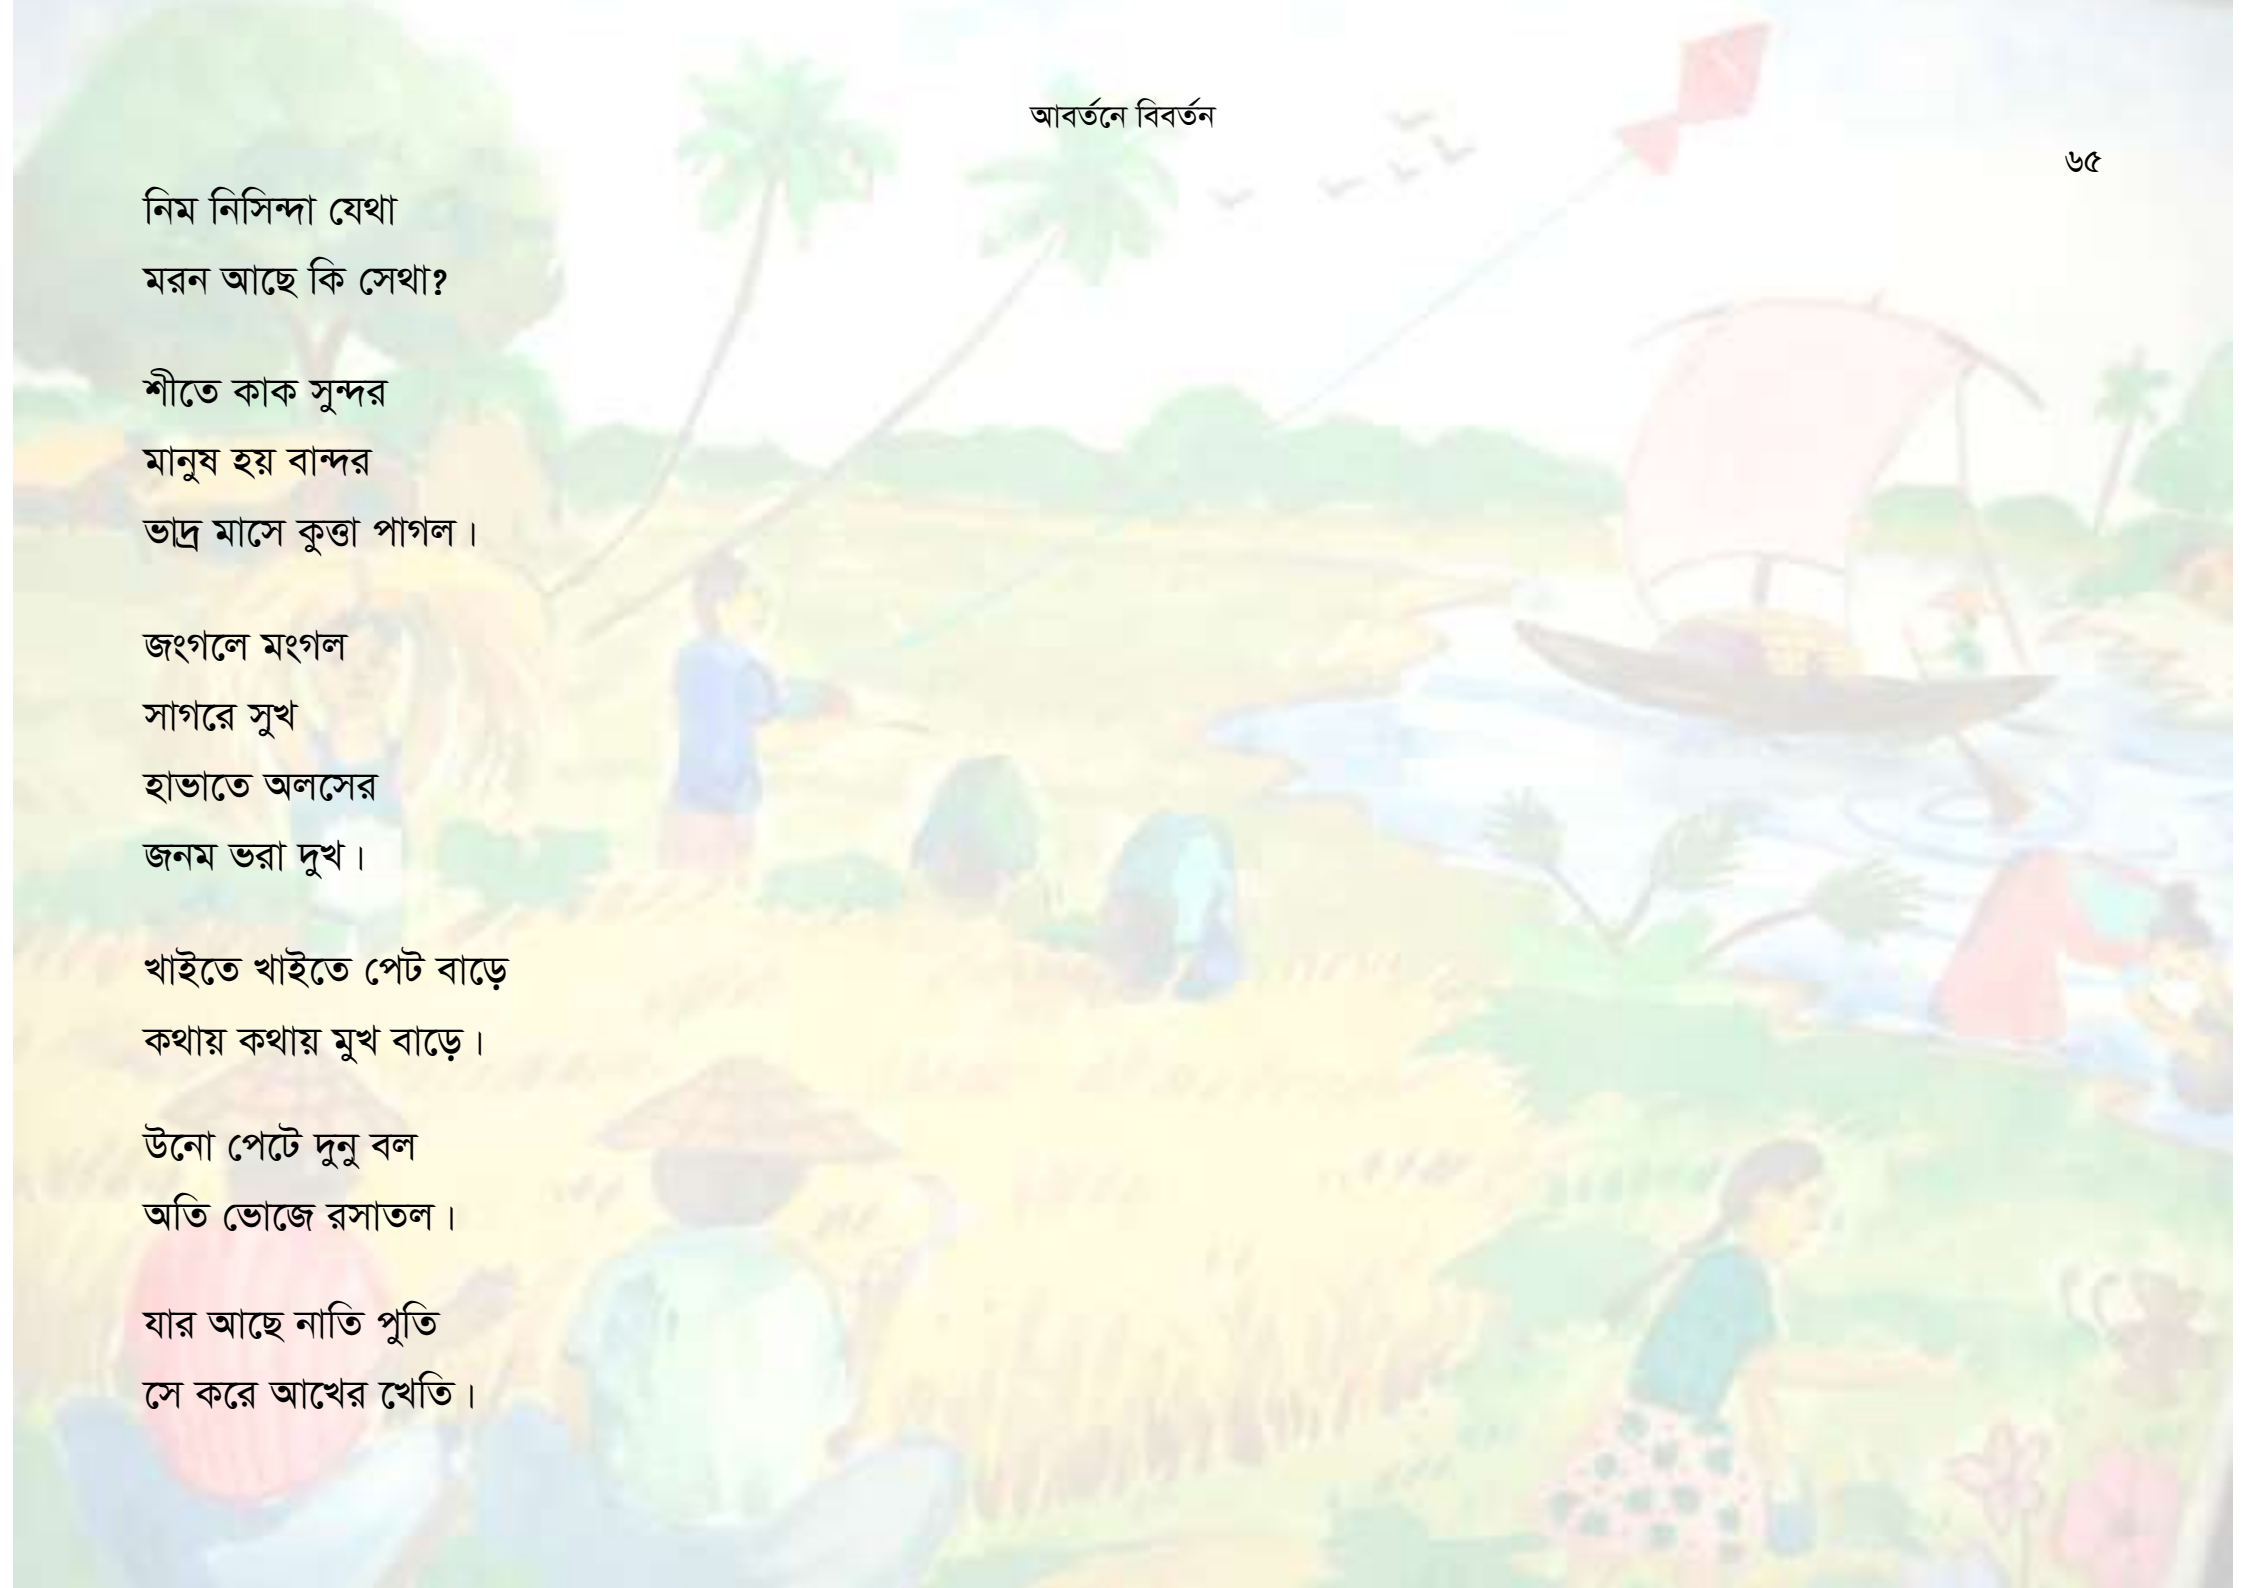 আবর্তনে বিবর্তন
৬৫
নিম নিসিন্দা যেথা
মরন আছে কি সেথা?
শীতে কাক সুন্দর
মানুষ হয় বান্দর
ভাদ্র মাসে কুত্তা পাগল।
জংগলে মংগল
সাগরে সুখ
হাভাতে অলসের
জনম ভরা দুখ।
খাইতে খাইতে পেট বাড়ে
কথায় কথায় মুখ বাড়ে।
উনো পেটে দুনু বল
অতি ভোজে রসাতল।
যার আছে নাতি পুতি
সে করে আখের খেতি।